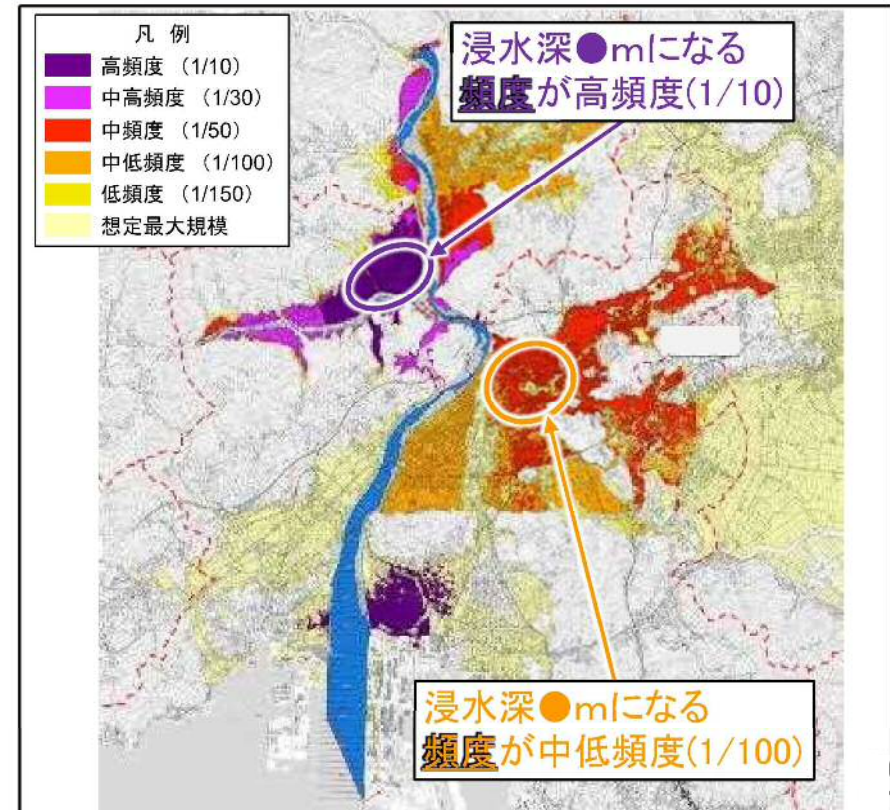 凡 例
高頻度 (1/10)
中高頻度 (1/30)
中頻度 (1/50)
中低頻度 (1/100)
低頻度 (1/150)
想定最大規模
浸水深●mになる
頻度が高頻度(1/10)
浸水深●mになる
頻度が中低頻度(1/100)